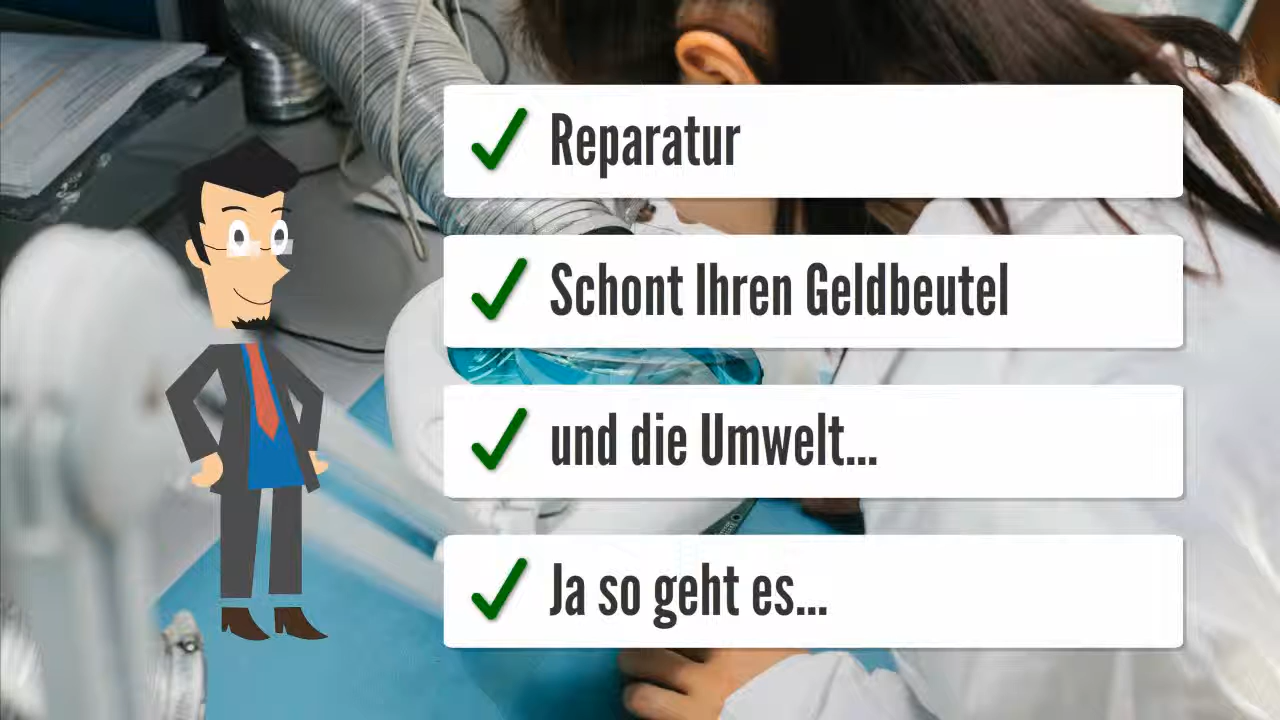 Reparatur
Schont Ihren Geldbeutel
und die Umwelt...
Ja so geht es...